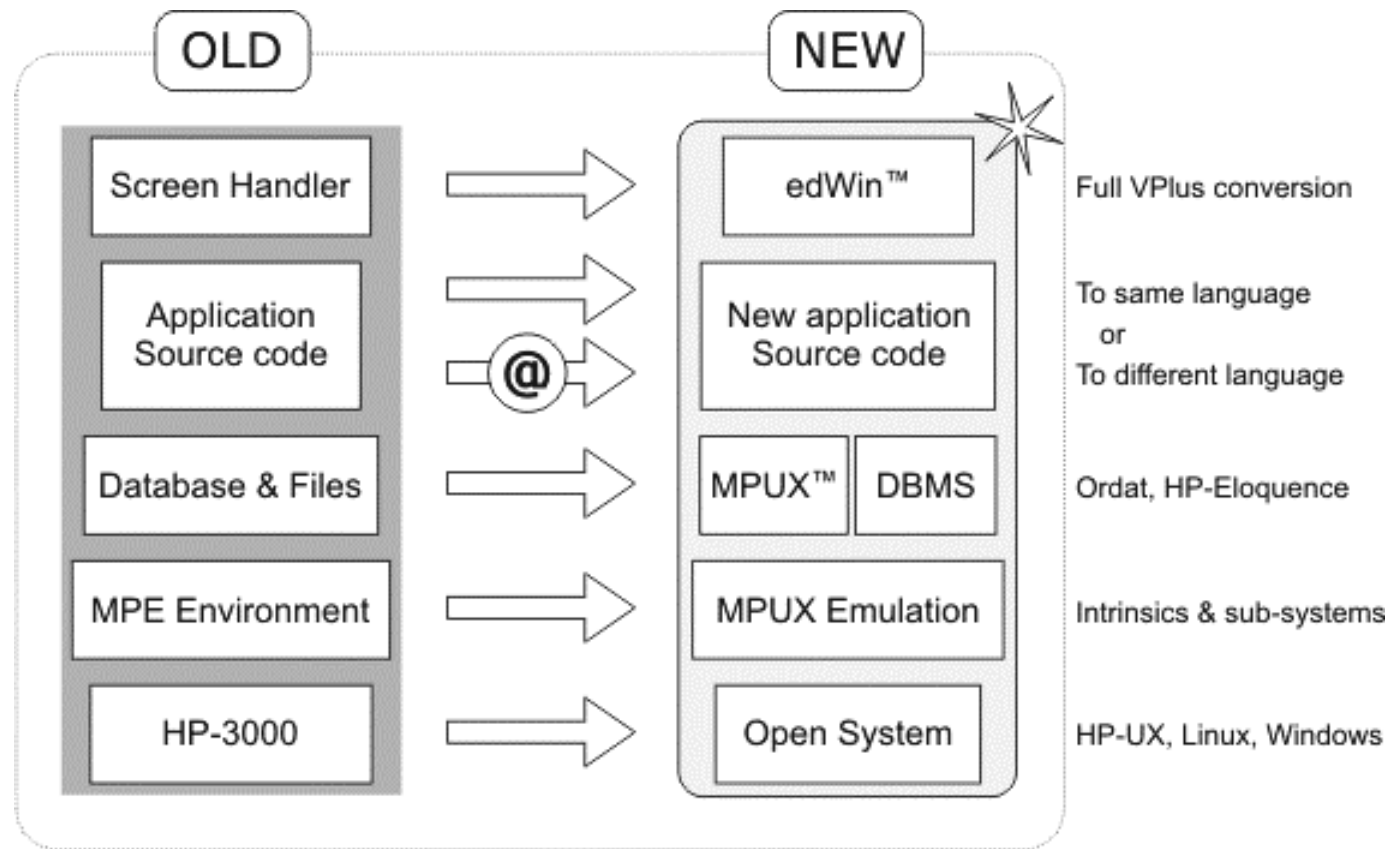 OLD
NEW
Screen Handler
edWin™
Full VPlus conversion
Application
Source code
New application
Source code
To same language
or
To different language
@
Database & Files
MPUX™
DBMS
Ordat, HP-Eloquence
MPE Environment
MPUX Emulation
Intrinsics & sub-systems
HP-3000
Open System
HP-UX, Linux, Windows